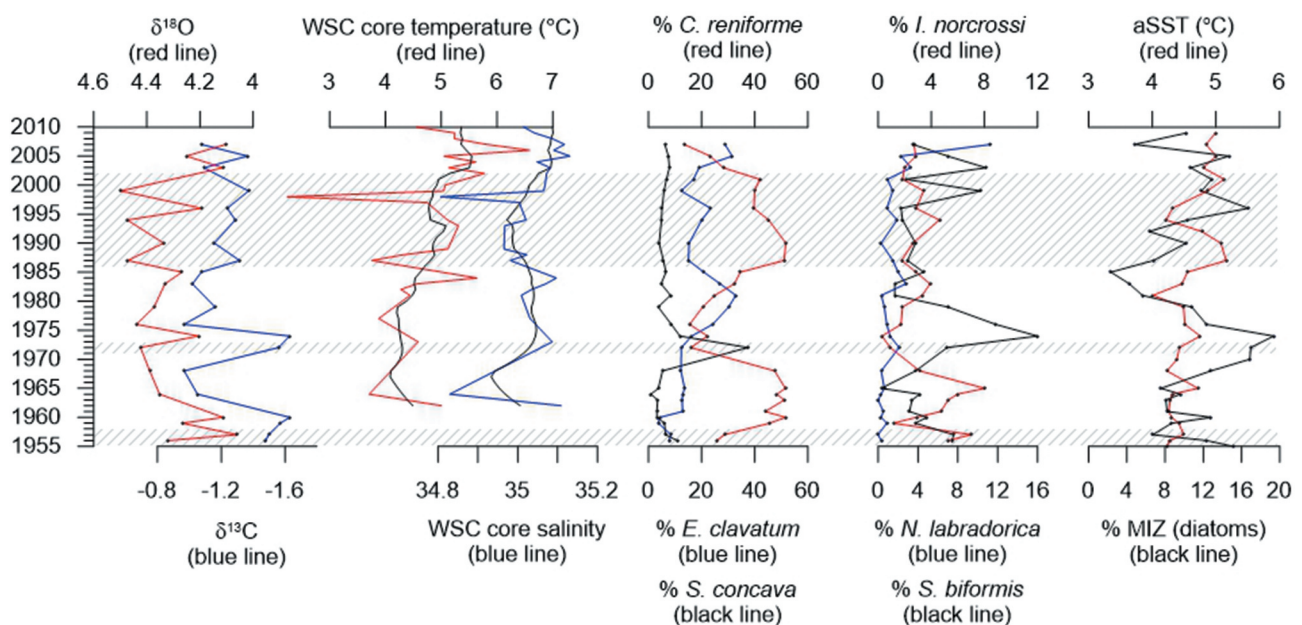 δ¹⁸O
(red line)
WSC core temperature (°C)
(red line)
% C. reniforme
(red line)
% I. norcrossi
(red line)
aSST (°C)
(red line)
4.6 4.4 4.2 4
3 4 5 6 7
0 20 40 60
0 4 8 12
3 4 5 6
2010
2005
2000
1995
1990
1985
1980
1975
1970
1965
1960
1955
-0.8 -1.2 -1.6
34.8 35 35.2
0 20 40 60
0 4 8 12 16
0 4 8 12 16 20
δ¹³C
(blue line)
WSC core salinity
(blue line)
% E. clavatum
(blue line)
% S. concava
(black line)
% N. labradorica
(blue line)
% S. biformis
(black line)
% MIZ (diatoms)
(black line)